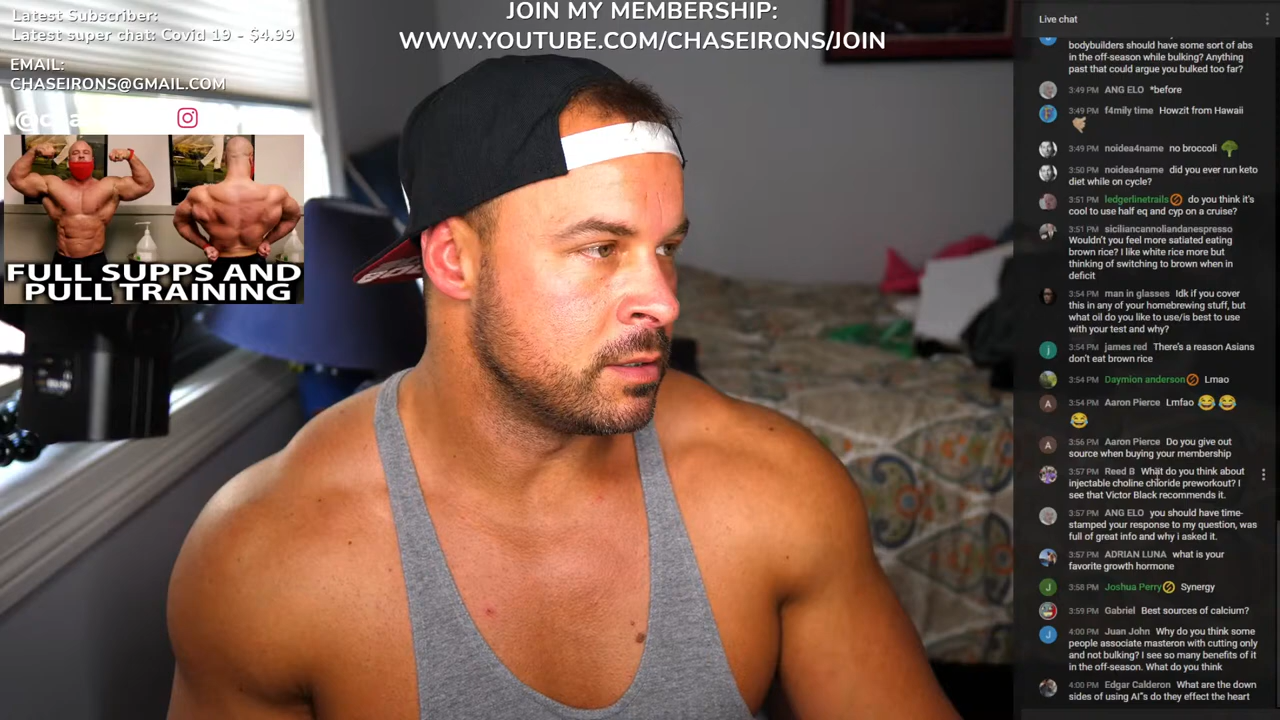 Latest Subscriber:
Latest super chat: Covid 19 - $4.99
EMAIL:
CHASEIRONS@GMAIL.COM
FULL SUPPS AND
PULL TRAINING
JOIN MY MEMBERSHIP:
WWW.YOUTUBE.COM/CHASEIRONS/JOIN
Live chat
bodybuilders should have some sort of abs
in the off-season while bulking? Anything
past that could argue you bulked too far?
3:49 PM ANG ELO *before
3:49 PM f4mily time Howzit from Hawaii
3:49 PM noidea4name no broccoli 🥦
3:50 PM noidea4name did you ever run keto
diet while on cycle?
3:51 PM ledgerlinetrails do you think it's
cool to use half eq and cyp on a cruise?
3:51 PM siciliancannoliandanespresso
Wouldn't you feel more satiated eating
brown rice? I like white rice more but
thinking of switching to brown when in
deficit
3:54 PM man in glasses Idk if you cover
this in any of your homebrewing stuff, but
what oil do you like to use/is best to use
with your test and why?
3:54 PM james red There's a reason Asians
don't eat brown rice
3:54 PM Daymion anderson Lmao
3:54 PM Aaron Pierce Lmfao 😂 😂
😂
3:56 PM Aaron Pierce Do you give out
source when buying your membership
3:57 PM Reed B What do you think about
injectable choline chloride preworkout? I
see that Victor Black recommends it.
3:57 PM ANG ELO you should have time-
stamped your response to my question, was
full of great info and why i asked it.
3:57 PM ADRIAN LUNA what is your
favorite growth hormone
3:58 PM Joshua Perry Synergy
3:59 PM Gabriel Best sources of calcium?
4:00 PM Juan John Why do you think some
people associate masteron with cutting only
and not bulking? I see so many benefits of it
in the off-season. What do you think
4:00 PM Edgar Calderon What are the down
sides of using AI"s do they effect the heart